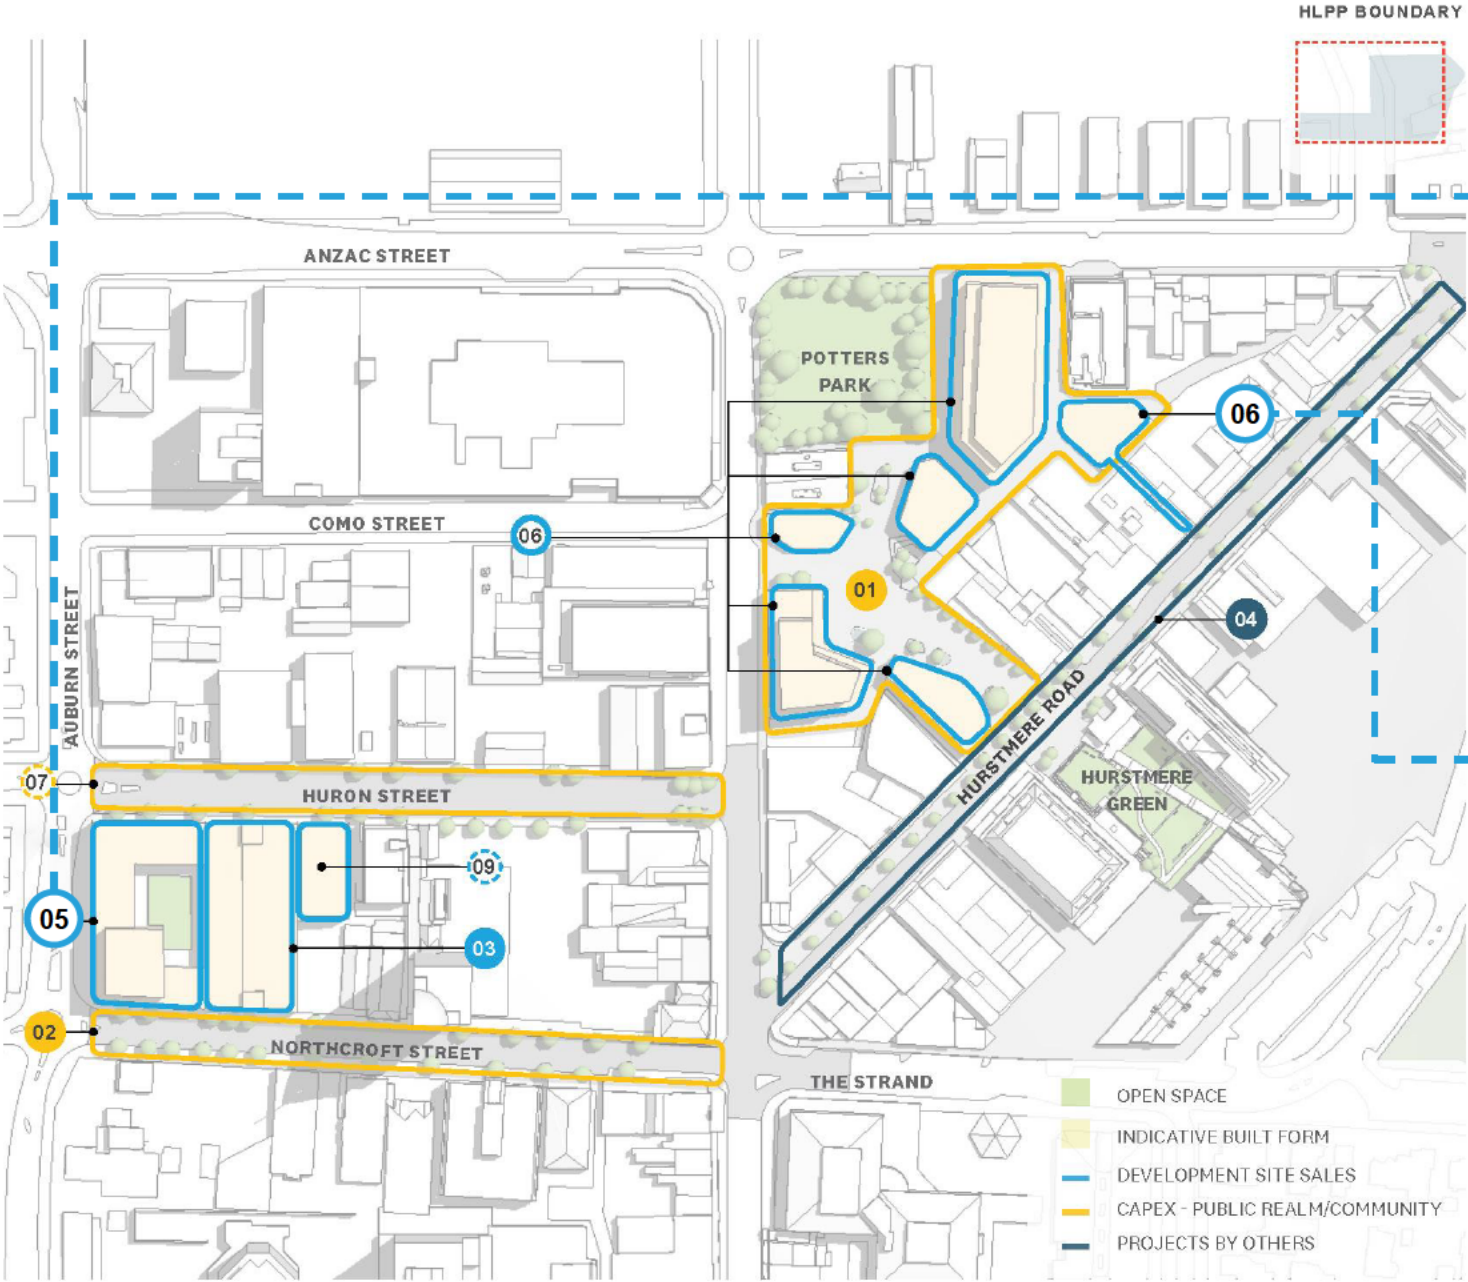 HLPP BOUNDARY
ANZAC STREET
POTTERS
PARK
06
COMO STREET
06
01
04
AUBURN STREET
HURSTMERE ROAD
HURSTMERE
GREEN
07
HURON STREET
09
05
03
02
NORTHCROFT STREET
THE STRAND
OPEN SPACE
INDICATIVE BUILT FORM
DEVELOPMENT SITE SALES
CAPEX - PUBLIC REALM/COMMUNITY
PROJECTS BY OTHERS